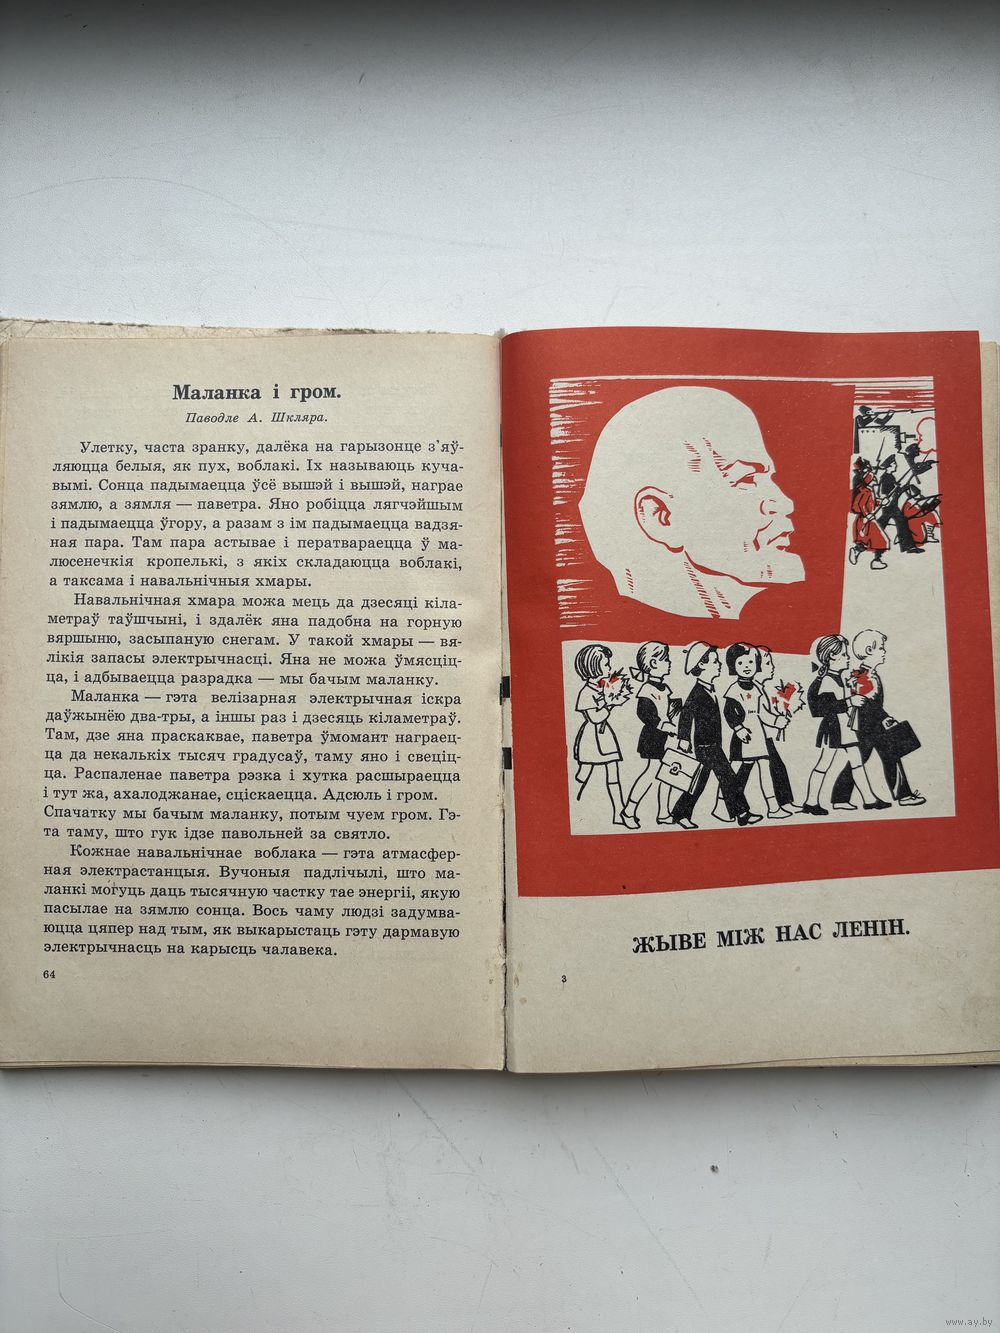 Маланка і гром.
Паводле А. Шкляра.
Улетку, часта зранку, далёка на гарызонце з'яў-
ляюцца белыя, як пух, воблакі. Іх называюць куча-
вымі. Сонца падымаецца ўсё вышэй і вышэй, награе
зямлю, а зямля — паветра. Яно робіцца лягчэйшым
і падымаецца ўгору, а разам з ім падымаецца вадзя-
ная пара. Там пара астывае і ператвараецца ў ма-
люсенечкія кропелькі, з якіх складаюцца воблакі,
а таксама і навальнічныя хмары.
Навальнічная хмара можа мець да дзесяці кіла-
метраў таўшчыні, і здалёк яна падобна на горную
вяршыню, засыпаную снегам. У такой хмары — вя-
лікія запасы электрычнасці. Яна не можа ўмясціц-
ца, і адбываецца разрадка — мы бачым маланку.
Маланка — гэта велізарная электрычная іскра
даўжынёю два-тры, а іншы раз і дзесяць кіламетраў.
Там, дзе яна праскаквае, паветра ўмомант награец-
ца да некалькіх тысяч градусаў, таму яно і свеціц-
ца. Распаленае паветра рэзка і хутка расшыраецца
і тут жа, ахалоджанае, сціскаецца. Адсюль і гром.
Спачатку мы бачым маланку, потым чуем гром. Гэ-
та таму, што гук ідзе павольней за святло.
Кожнае навальнічнае воблака — гэта атмасфер-
ная электрастанцыя. Вучоныя падлічылі, што ма-
ланкі могуць даць тысячную частку тае энергіі, якую
пасылае на зямлю сонца. Вось чаму людзі задумва-
юцца цяпер над тым, як выкарыстаць гэту дармавую
электрычнасць на карысць чалавека.
64
ЖЫВЕ МІЖ НАС ЛЕНІН.
3
www.ay.by